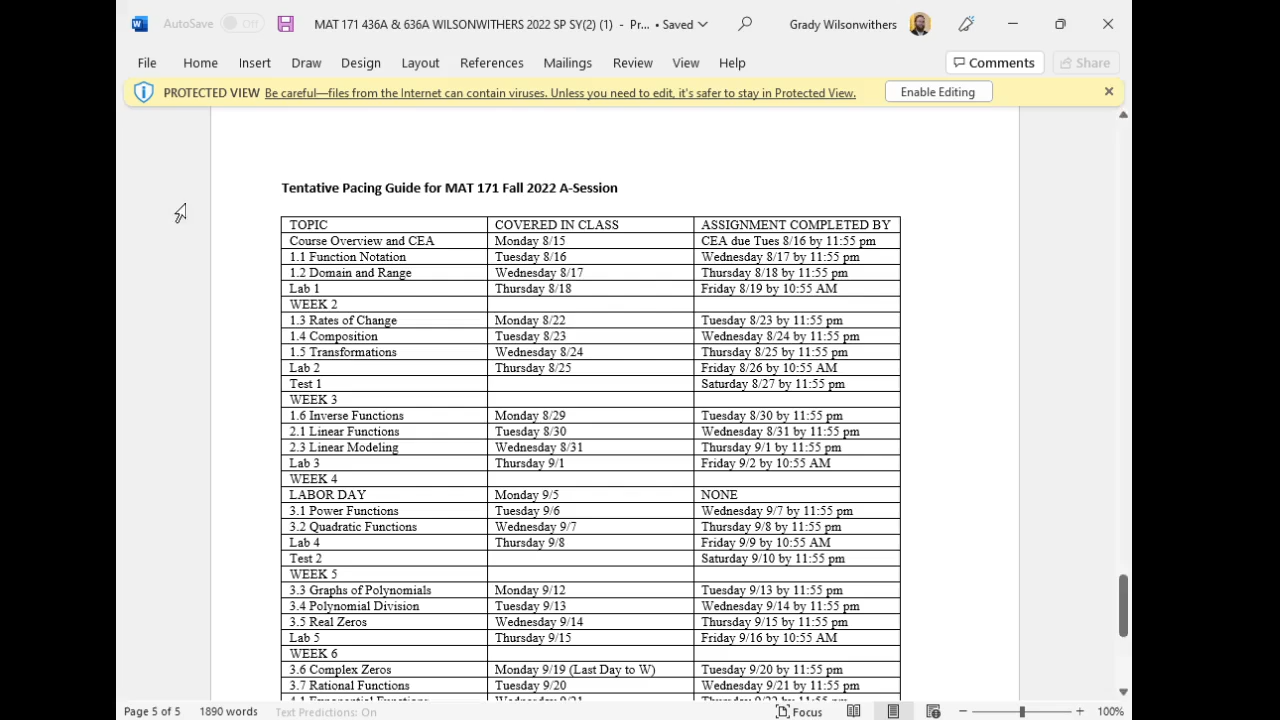 AutoSave Off MAT 171 436A & 636A WILSONWITHERS 2022 SP SY(2) (1) - Pr... • Saved Grady Wilsonwithers
File Home Insert Draw Design Layout References Mailings Review View Help Comments Share
PROTECTED VIEW Be careful—files from the Internet can contain viruses. Unless you need to edit, it's safer to stay in Protected View. Enable Editing
Tentative Pacing Guide for MAT 171 Fall 2022 A-Session
TOPIC COVERED IN CLASS ASSIGNMENT COMPLETED BY
Course Overview and CEA Monday 8/15 CEA due Tues 8/16 by 11:55 pm
1.1 Function Notation Tuesday 8/16 Wednesday 8/17 by 11:55 pm
1.2 Domain and Range Wednesday 8/17 Thursday 8/18 by 11:55 pm
Lab 1 Thursday 8/18 Friday 8/19 by 10:55 AM
WEEK 2
1.3 Rates of Change Monday 8/22 Tuesday 8/23 by 11:55 pm
1.4 Composition Tuesday 8/23 Wednesday 8/24 by 11:55 pm
1.5 Transformations Wednesday 8/24 Thursday 8/25 by 11:55 pm
Lab 2 Thursday 8/25 Friday 8/26 by 10:55 AM
Test 1 Saturday 8/27 by 11:55 pm
WEEK 3
1.6 Inverse Functions Monday 8/29 Tuesday 8/30 by 11:55 pm
2.1 Linear Functions Tuesday 8/30 Wednesday 8/31 by 11:55 pm
2.3 Linear Modeling Wednesday 8/31 Thursday 9/1 by 11:55 pm
Lab 3 Thursday 9/1 Friday 9/2 by 10:55 AM
WEEK 4
LABOR DAY Monday 9/5 NONE
3.1 Power Functions Tuesday 9/6 Wednesday 9/7 by 11:55 pm
3.2 Quadratic Functions Wednesday 9/7 Thursday 9/8 by 11:55 pm
Lab 4 Thursday 9/8 Friday 9/9 by 10:55 AM
Test 2 Saturday 9/10 by 11:55 pm
WEEK 5
3.3 Graphs of Polynomials Monday 9/12 Tuesday 9/13 by 11:55 pm
3.4 Polynomial Division Tuesday 9/13 Wednesday 9/14 by 11:55 pm
3.5 Real Zeros Wednesday 9/14 Thursday 9/15 by 11:55 pm
Lab 5 Thursday 9/15 Friday 9/16 by 10:55 AM
WEEK 6
3.6 Complex Zeros Monday 9/19 (Last Day to W) Tuesday 9/20 by 11:55 pm
3.7 Rational Functions Tuesday 9/20 Wednesday 9/21 by 11:55 pm
4.1 Exponential Functions Wednesday 9/21 Thursday 9/22 by 11:55 pm
Page 5 of 5 1890 words Text Predictions: On Focus 100%